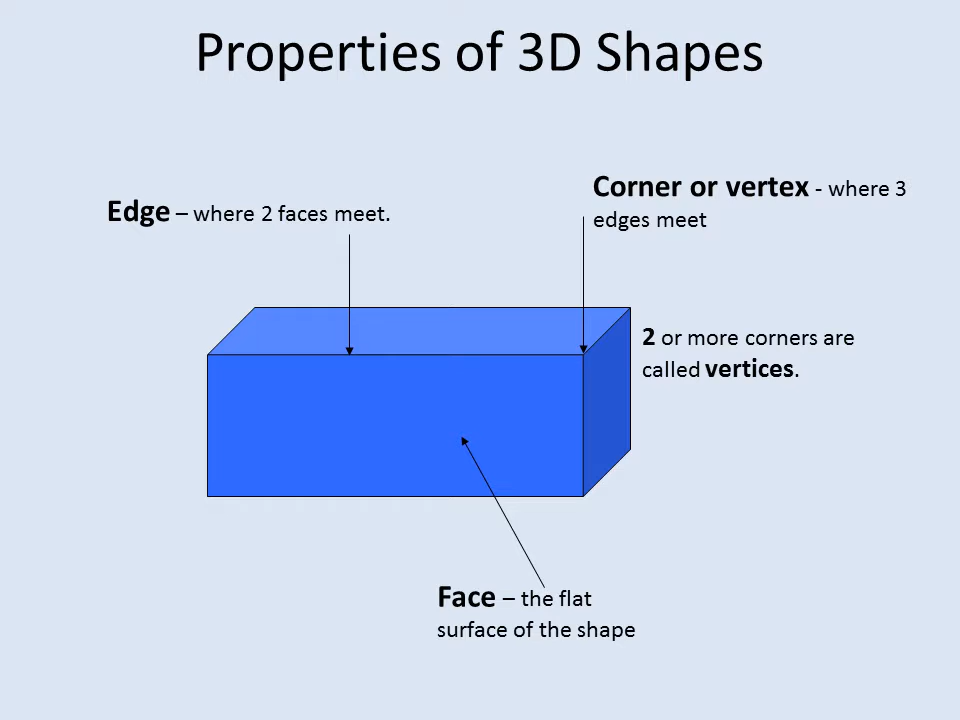 Properties of 3D Shapes
Edge – where 2 faces meet.
Corner or vertex - where 3
edges meet
2 or more corners are
called vertices.
Face – the flat
surface of the shape